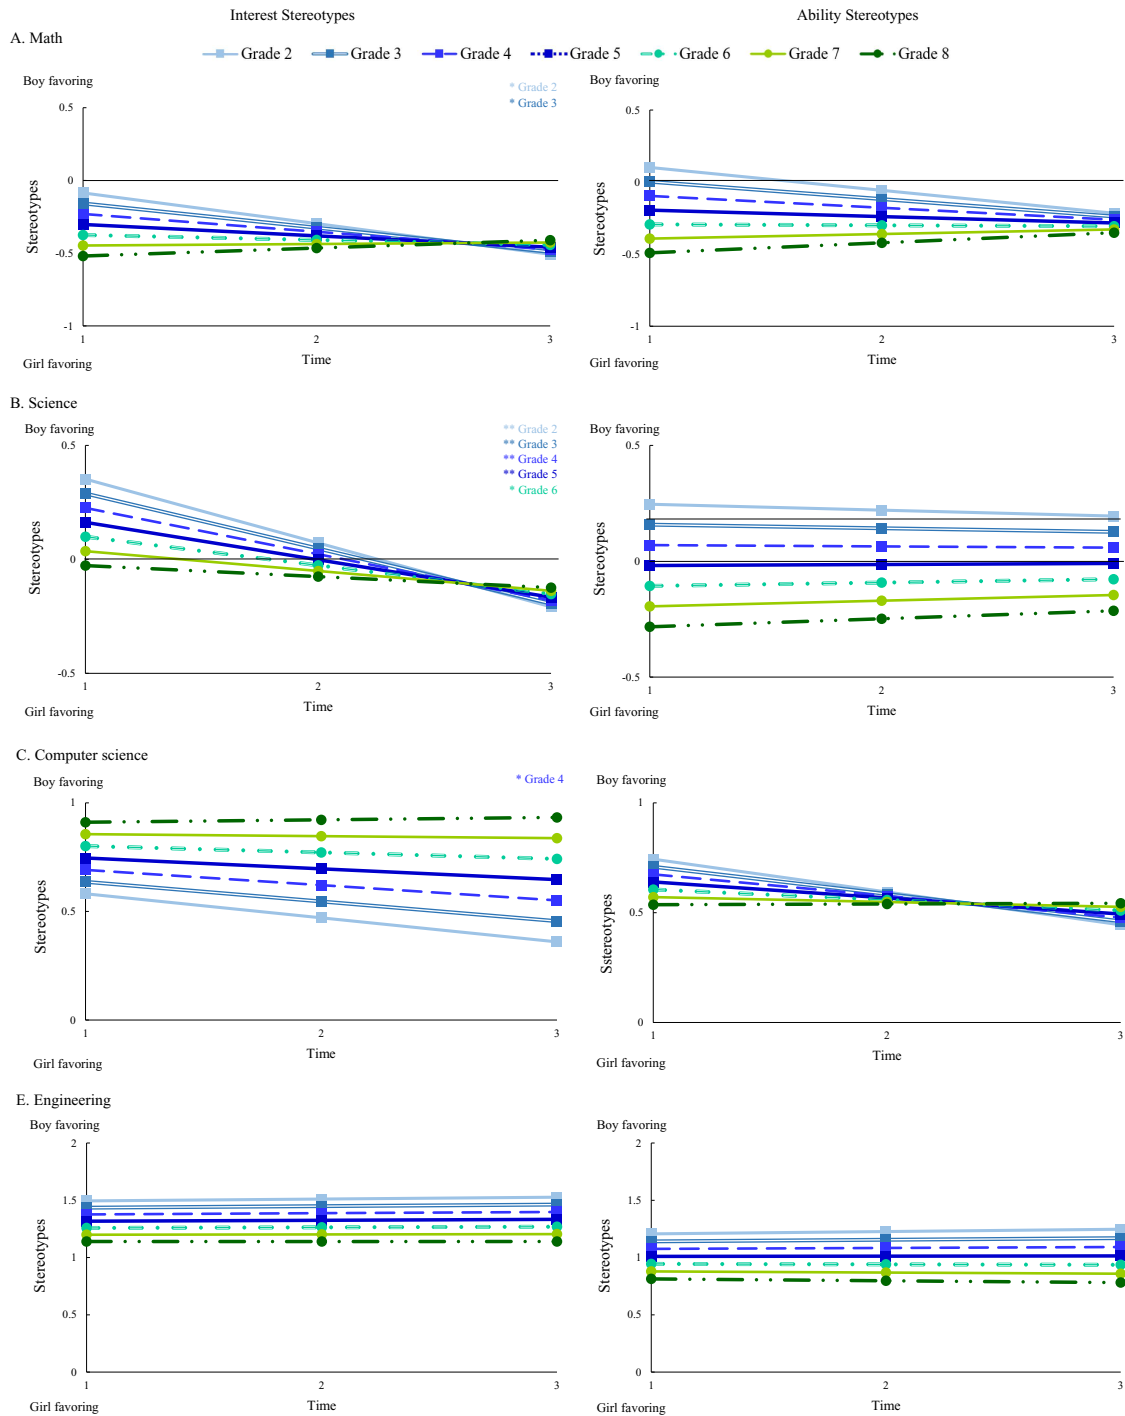 Interest Stereotypes
Ability Stereotypes
A. Math
Grade 2 Grade 3 Grade 4 Grade 5 Grade 6 Grade 7 Grade 8
Boy favoring
* Grade 2
* Grade 3
0.5
0
-0.5
-1
Stereotypes
1 2 3
Time
Girl favoring
Boy favoring
0.5
0
-0.5
-1
Stereotypes
1 2 3
Time
Girl favoring
B. Science
Boy favoring
** Grade 2
** Grade 3
** Grade 4
** Grade 5
* Grade 6
0.5
0
-0.5
Stereotypes
1 2 3
Time
Girl favoring
Boy favoring
0.5
0
-0.5
Stereotypes
1 2 3
Time
Girl favoring
C. Computer science
Boy favoring
* Grade 4
1
0.5
0
Stereotypes
1 2 3
Time
Girl favoring
Boy favoring
1
0.5
0
Sstereotypes
1 2 3
Time
Girl favoring
E. Engineering
Boy favoring
2
1.5
1
0.5
0
Stereotypes
1 2 3
Time
Girl favoring
Boy favoring
2
1.5
1
0.5
0
Stereotypes
1 2 3
Time
Girl favoring